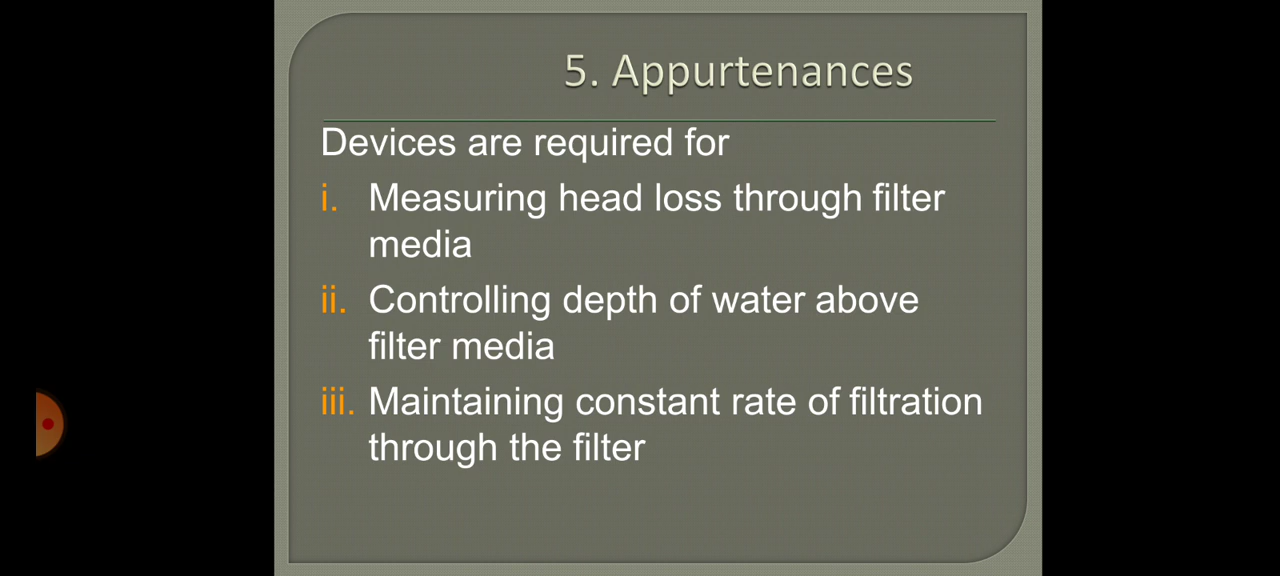 5. Appurtenances
Devices are required for
i. Measuring head loss through filter
media
ii. Controlling depth of water above
filter media
iii. Maintaining constant rate of filtration
through the filter